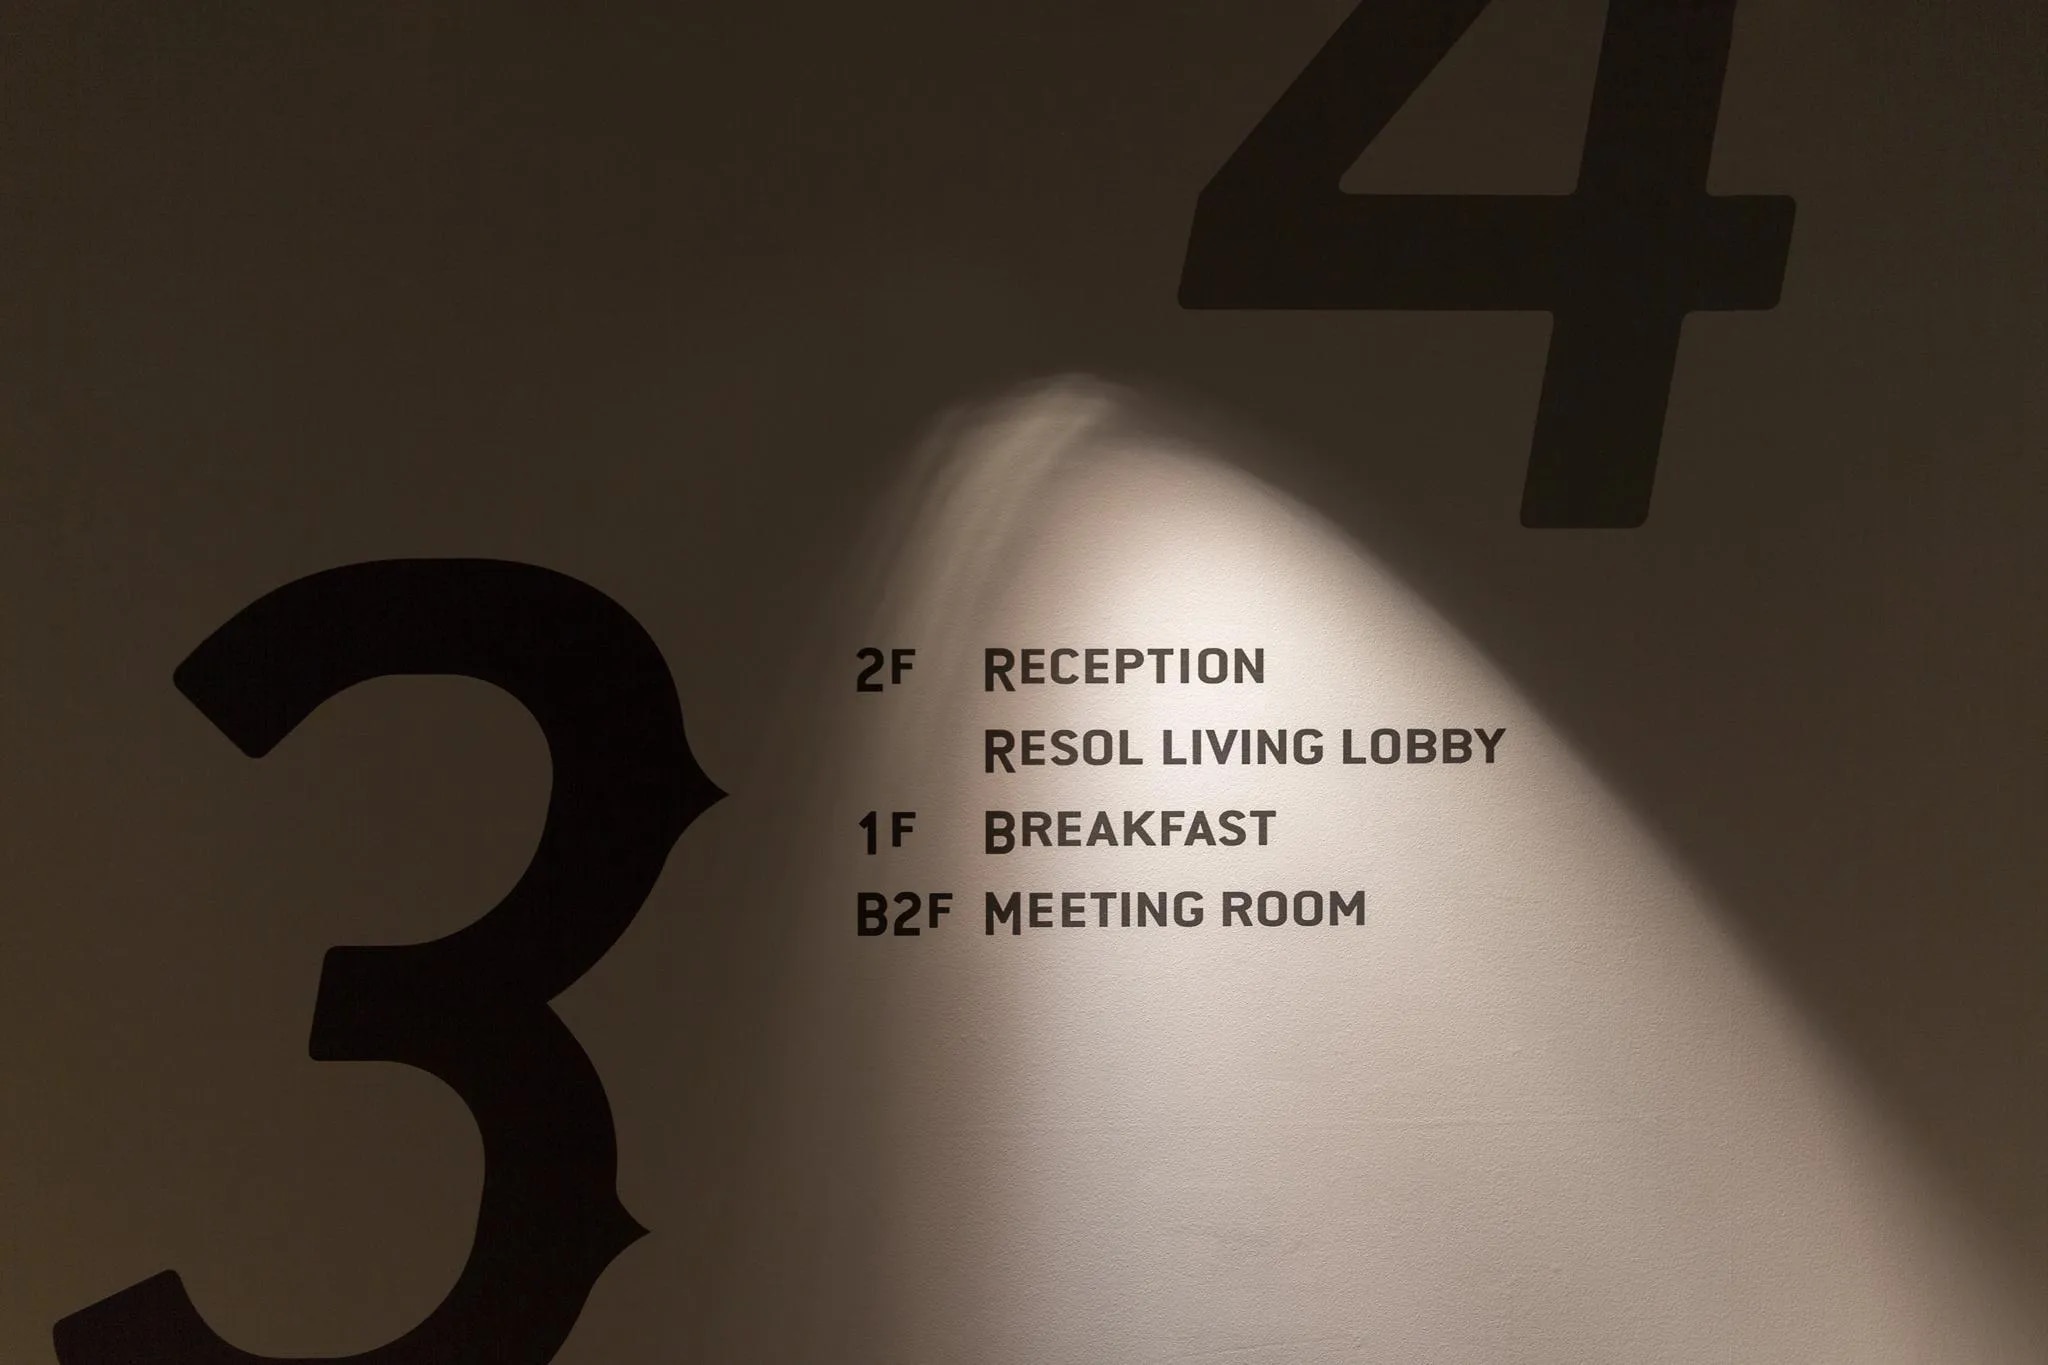 4
3
2F RECEPTION
RESOL LIVING LOBBY
1F BREAKFAST
B2F MEETING ROOM